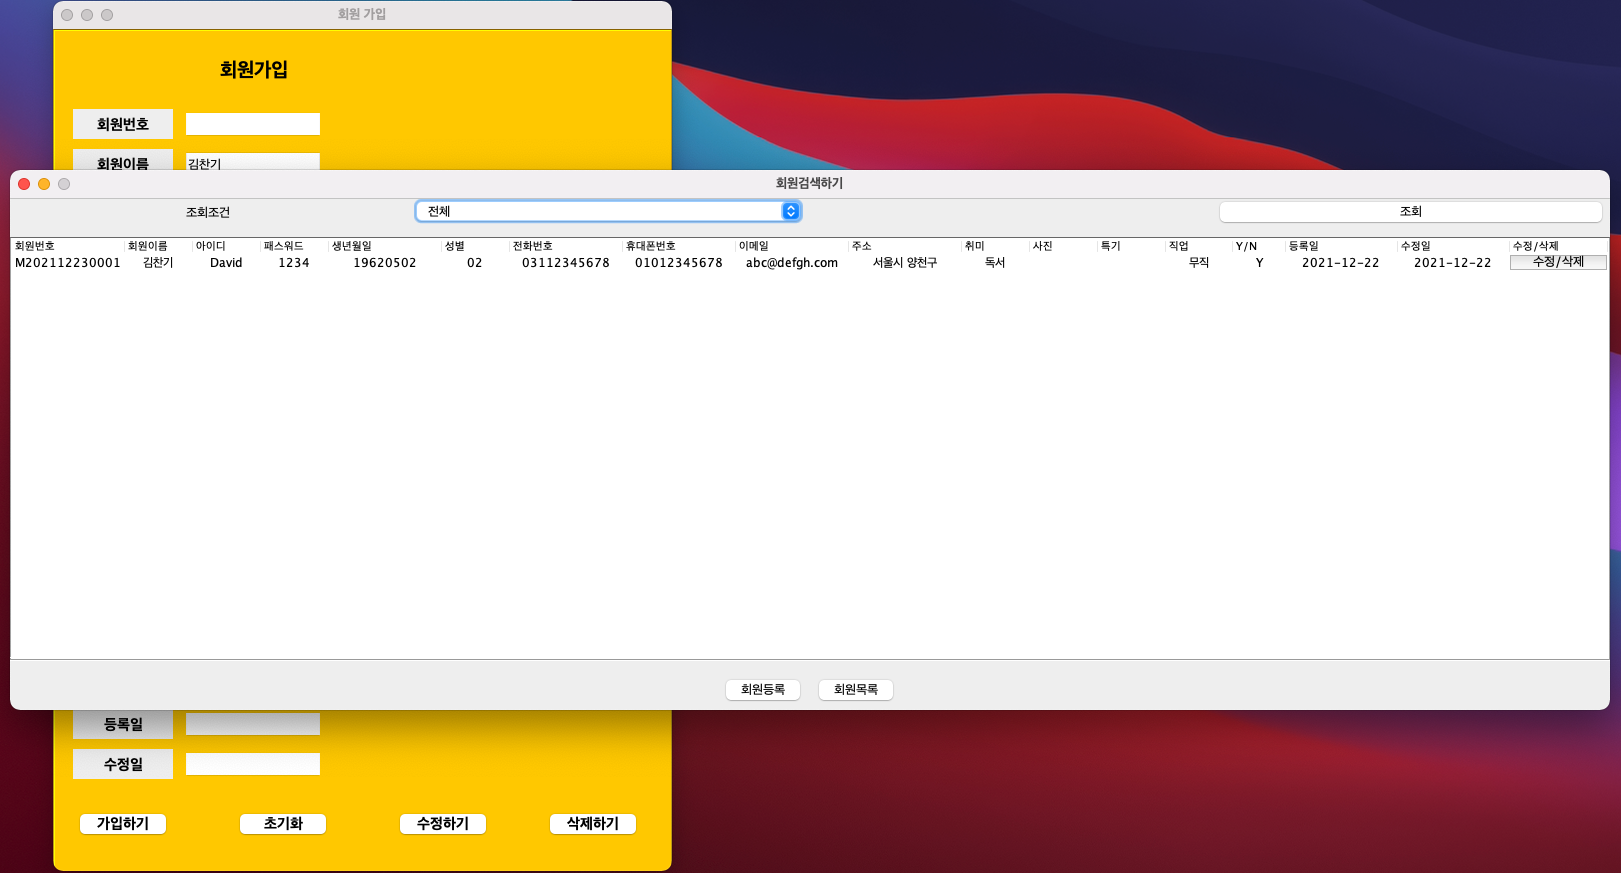 회원 가입
회원가입
회원번호
회원이름 김찬기
회원검색하기
조회조건 전체 조회
회원번호 회원이름 아이디 패스워드 생년월일 성별 전화번호 휴대폰번호 이메일 주소 취미 사진 특기 직업 Y/N 등록일 수정일 수정/삭제
M202112230001 김찬기 David 1234 19620502 02 03112345678 01012345678 abc@defgh.com 서울시 양천구 독서 무직 Y 2021-12-22 2021-12-22 수정/삭제
회원등록 회원목록
등록일
수정일
가입하기 초기화 수정하기 삭제하기